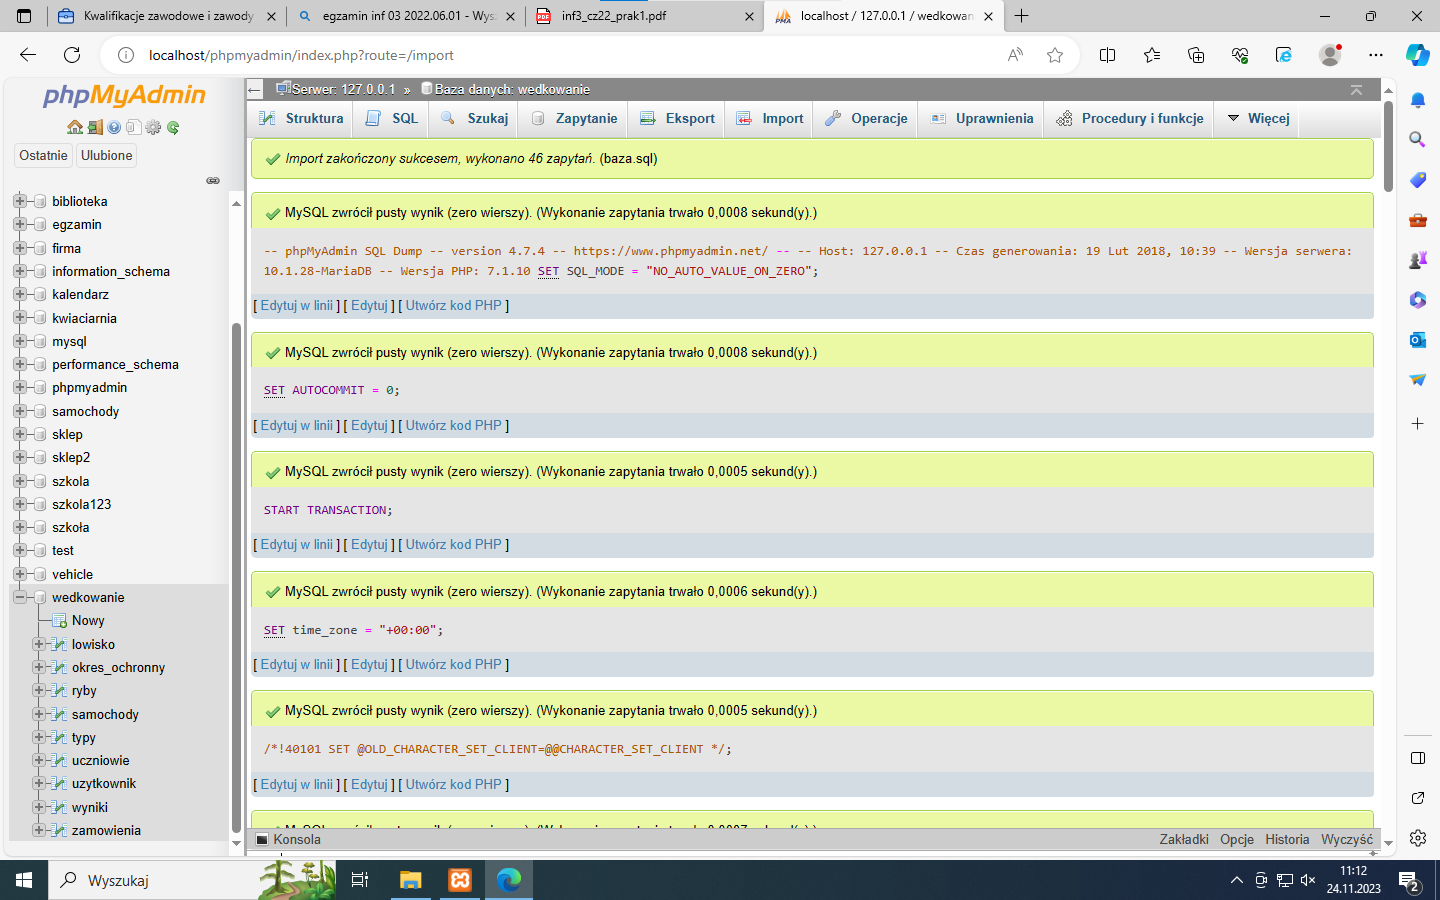 Kwalifikacje zawodowe i zawody
egzamin inf 03 2022.06.01 - Wysz
inf3_cz22_prak1.pdf
localhost / 127.0.0.1 / wedkowan
localhost/phpmyadmin/index.php?route=/import
phpMyAdmin
Ostatnie
Ulubione
biblioteka
egzamin
firma
information_schema
kalendarz
kwiaciarnia
mysql
performance_schema
phpmyadmin
samochody
sklep
sklep2
szkola
szkola123
szkoła
test
vehicle
wedkowanie
Nowy
lowisko
okres_ochronny
ryby
samochody
typy
uczniowie
uzytkownik
wyniki
zamowienia
Serwer: 127.0.0.1 » Baza danych: wedkowanie
Struktura SQL Szukaj Zapytanie Eksport Import Operacje Uprawnienia Procedury i funkcje Więcej
Import zakończony sukcesem, wykonano 46 zapytań. (baza.sql)
MySQL zwrócił pusty wynik (zero wierszy). (Wykonanie zapytania trwało 0,0008 sekund(y).)
-- phpMyAdmin SQL Dump -- version 4.7.4 -- https://www.phpmyadmin.net/ -- -- Host: 127.0.0.1 -- Czas generowania: 19 Lut 2018, 10:39 -- Wersja serwera:
10.1.28-MariaDB -- Wersja PHP: 7.1.10 SET SQL_MODE = "NO_AUTO_VALUE_ON_ZERO";
[ Edytuj w linii ] [ Edytuj ] [ Utwórz kod PHP ]
MySQL zwrócił pusty wynik (zero wierszy). (Wykonanie zapytania trwało 0,0008 sekund(y).)
SET AUTOCOMMIT = 0;
[ Edytuj w linii ] [ Edytuj ] [ Utwórz kod PHP ]
MySQL zwrócił pusty wynik (zero wierszy). (Wykonanie zapytania trwało 0,0005 sekund(y).)
START TRANSACTION;
[ Edytuj w linii ] [ Edytuj ] [ Utwórz kod PHP ]
MySQL zwrócił pusty wynik (zero wierszy). (Wykonanie zapytania trwało 0,0006 sekund(y).)
SET time_zone = "+00:00";
[ Edytuj w linii ] [ Edytuj ] [ Utwórz kod PHP ]
MySQL zwrócił pusty wynik (zero wierszy). (Wykonanie zapytania trwało 0,0005 sekund(y).)
/*!40101 SET @OLD_CHARACTER_SET_CLIENT=@@CHARACTER_SET_CLIENT */;
[ Edytuj w linii ] [ Edytuj ] [ Utwórz kod PHP ]
Konsola
Zakładki Opcje Historia Wyczyść
Wyszukaj
11:12
24.11.2023
2